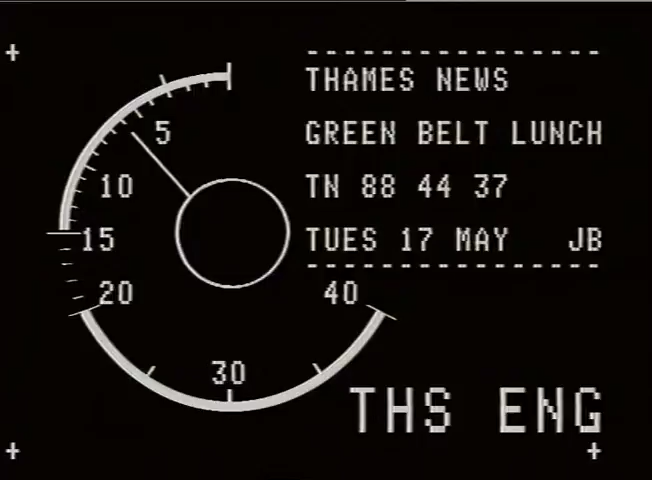 THAMES NEWS
GREEN BELT LUNCH
TN 88 44 37
TUES 17 MAY JB
5
10
15
20
30
40
THS ENG